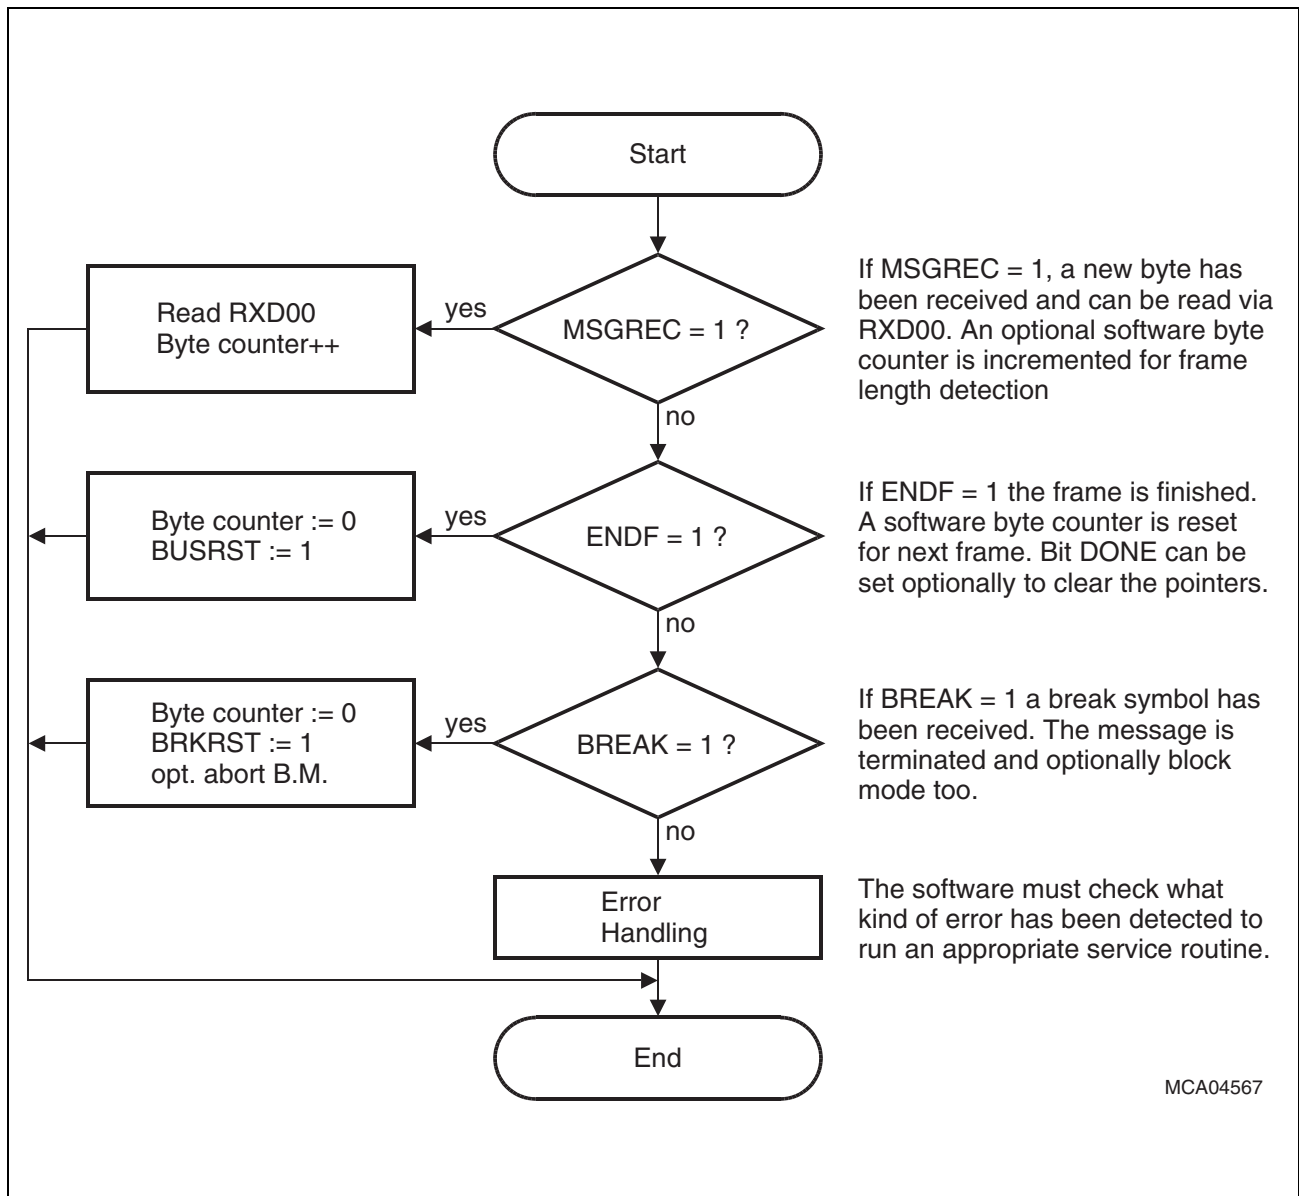 Start
MSGREC = 1 ?
yes
no
Read RXD00
Byte counter++
If MSGREC = 1, a new byte has
been received and can be read via
RXD00. An optional software byte
counter is incremented for frame
length detection
ENDF = 1 ?
yes
no
Byte counter := 0
BUSRST := 1
If ENDF = 1 the frame is finished.
A software byte counter is reset
for next frame. Bit DONE can be
set optionally to clear the pointers.
BREAK = 1 ?
yes
no
Byte counter := 0
BRKRST := 1
opt. abort B.M.
If BREAK = 1 a break symbol has
been received. The message is
terminated and optionally block
mode too.
Error
Handling
The software must check what
kind of error has been detected to
run an appropriate service routine.
End
MCA04567